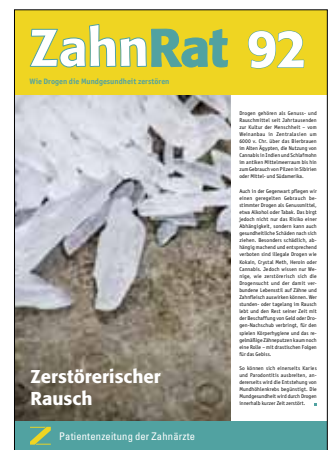 ZahnRat 92
Wie Drogen die Mundgesundheit zerstören
Drogen gehören als Genuss- und
Rauschmittel seit Jahrtausenden
zur Kultur der Menschheit – vom
Weinanbau in Zentralasien um
6000 v. Chr. über das Bierbrauen
im Alten Ägypten, die Nutzung von
Cannabis in Indien und Schlafmohn
im antiken Mittelmeerraum bis hin
zum Gebrauch von Pilzen in Sibirien
oder Mittel- und Südamerika.
Auch in der Gegenwart pflegen wir
einen geregelten Gebrauch be-
stimmter Drogen als Genussmittel,
etwa Alkohol oder Tabak. Das birgt
jedoch nicht nur das Risiko einer
Abhängigkeit, sondern kann auch
gesundheitliche Schäden nach sich
ziehen. Besonders schädlich, ab-
hängig machend und entsprechend
verboten sind illegale Drogen wie
Kokain, Crystal Meth, Heroin oder
Cannabis. Jedoch wissen nur We-
nige, wie zerstörerisch sich die
Drogensucht und der damit ver-
bundene Lebensstil auf Zähne und
Zahnfleisch auswirken können. Wer
stunden- oder tagelang im Rausch
lebt und den Rest seiner Zeit mit
der Beschaffung von Geld oder Dro-
gen-Nachschub verbringt, für den
spielen Körperhygiene und das re-
gelmäßige Zähneputzen kaum noch
eine Rolle – mit drastischen Folgen
für das Gebiss.
So können sich einerseits Karies
und Parodontitis ausbreiten, an-
dererseits wird die Entstehung von
Mundhöhlenkrebs begünstigt. Die
Mundgesundheit wird durch Drogen
innerhalb kurzer Zeit zerstört.
Zerstörerischer
Rausch
Patientenzeitung der Zahnärzte